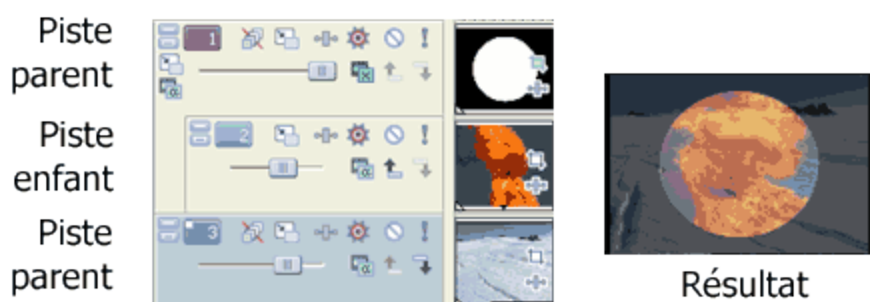 Piste
parent
1
Piste
enfant
2
Piste
parent
3
Résultat